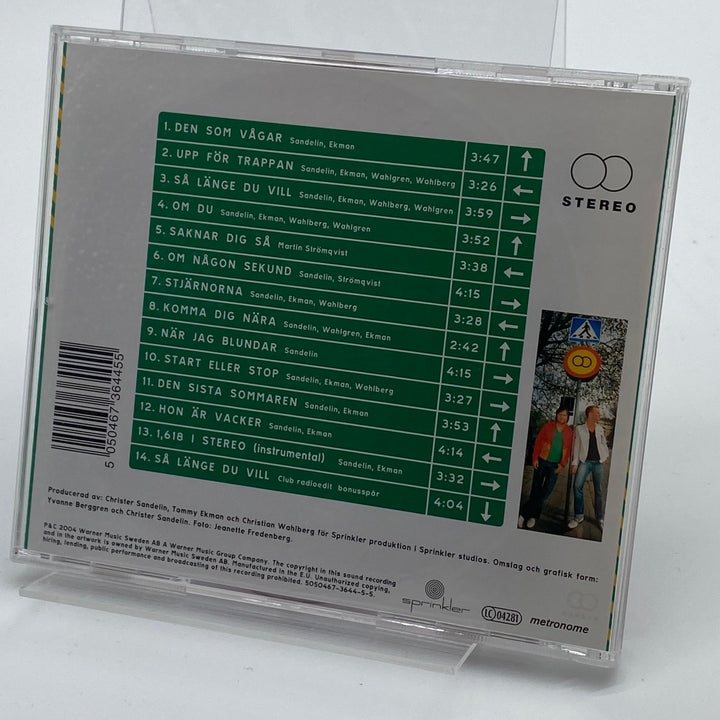 1. DEN SOM VÅGAR Sandelin, Ekman 3:47 ↑
2. UPP FÖR TRAPPAN Sandelin, Ekman, Wahlgren, Wahlberg 3:26 ←
3. SÅ LÄNGE DU VILL Sandelin, Ekman, Wahlberg, Wahlgren 3:59 →
4. OM DU Sandelin, Ekman, Wahlberg, Wahlgren 3:52 ↑
5. SAKNAR DIG SÅ Martin Strömqvist 3:38 ←
6. OM NÅGON SEKUND Sandelin, Strömqvist 4:15 →
7. STJÄRNORNA Sandelin, Ekman, Wahlberg 3:28 ←
8. KOMMA DIG NÄRA Sandelin, Wahlgren, Ekman 2:42 ↑
9. NÄR JAG BLUNDAR Sandelin 4:15 →
10. START ELLER STOP Sandelin, Ekman, Wahlberg 3:27 →
11. DEN SISTA SOMMAREN Sandelin, Ekman 3:53 ↑
12. HON ÄR VACKER Sandelin, Ekman 4:14 ←
13. 1,618 I STEREO (instrumental) Sandelin, Ekman 3:32 →
14. SÅ LÄNGE DU VILL Club radioedit bonusspår 4:04 ↓
STEREO
5 050467 364455
Producerad av: Christer Sandelin, Tommy Ekman och Christian Wahlberg för Sprinkler produktion i Sprinkler studios. Omslag och grafisk form:
Yvonne Berggren och Christer Sandelin. Foto: Jeanette Fredenberg.
P&C 2004 Warner Music Sweden AB A Warner Music Group Company. The copyright in this sound recording
and in the artwork is owned by Warner Music Sweden AB. Manufactured in the E.U. Unauthorized copying,
hiring, lending, public performance and broadcasting of this recording prohibited. 5050467-3644-5-5.
sprinkler
LC 04281
metronome
STEREO